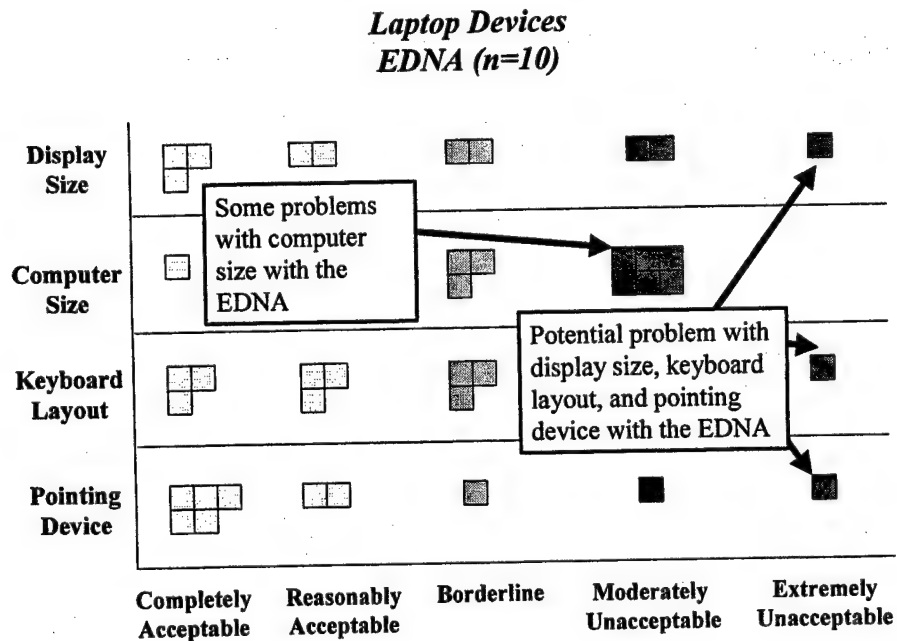 Laptop Devices
EDNA (n=10)
Display
Size
Some problems
with computer
size with the
EDNA
Computer
Size
Potential problem with
display size, keyboard
layout, and pointing
device with the EDNA
Keyboard
Layout
Pointing
Device
Completely
Acceptable
Reasonably
Acceptable
Borderline
Moderately
Unacceptable
Extremely
Unacceptable